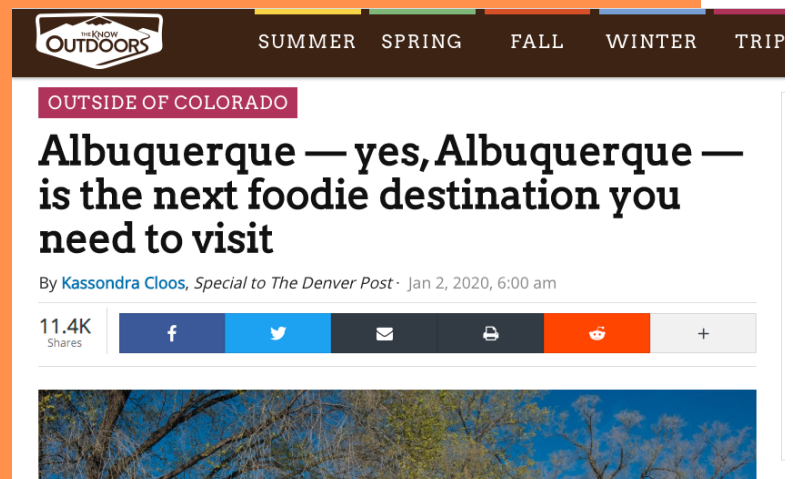 THE KNOW
OUTDOORS
SUMMER SPRING FALL WINTER TRIP
OUTSIDE OF COLORADO
Albuquerque — yes, Albuquerque —
is the next foodie destination you
need to visit
By Kassondra Cloos, Special to The Denver Post · Jan 2, 2020, 6:00 am
11.4K
Shares